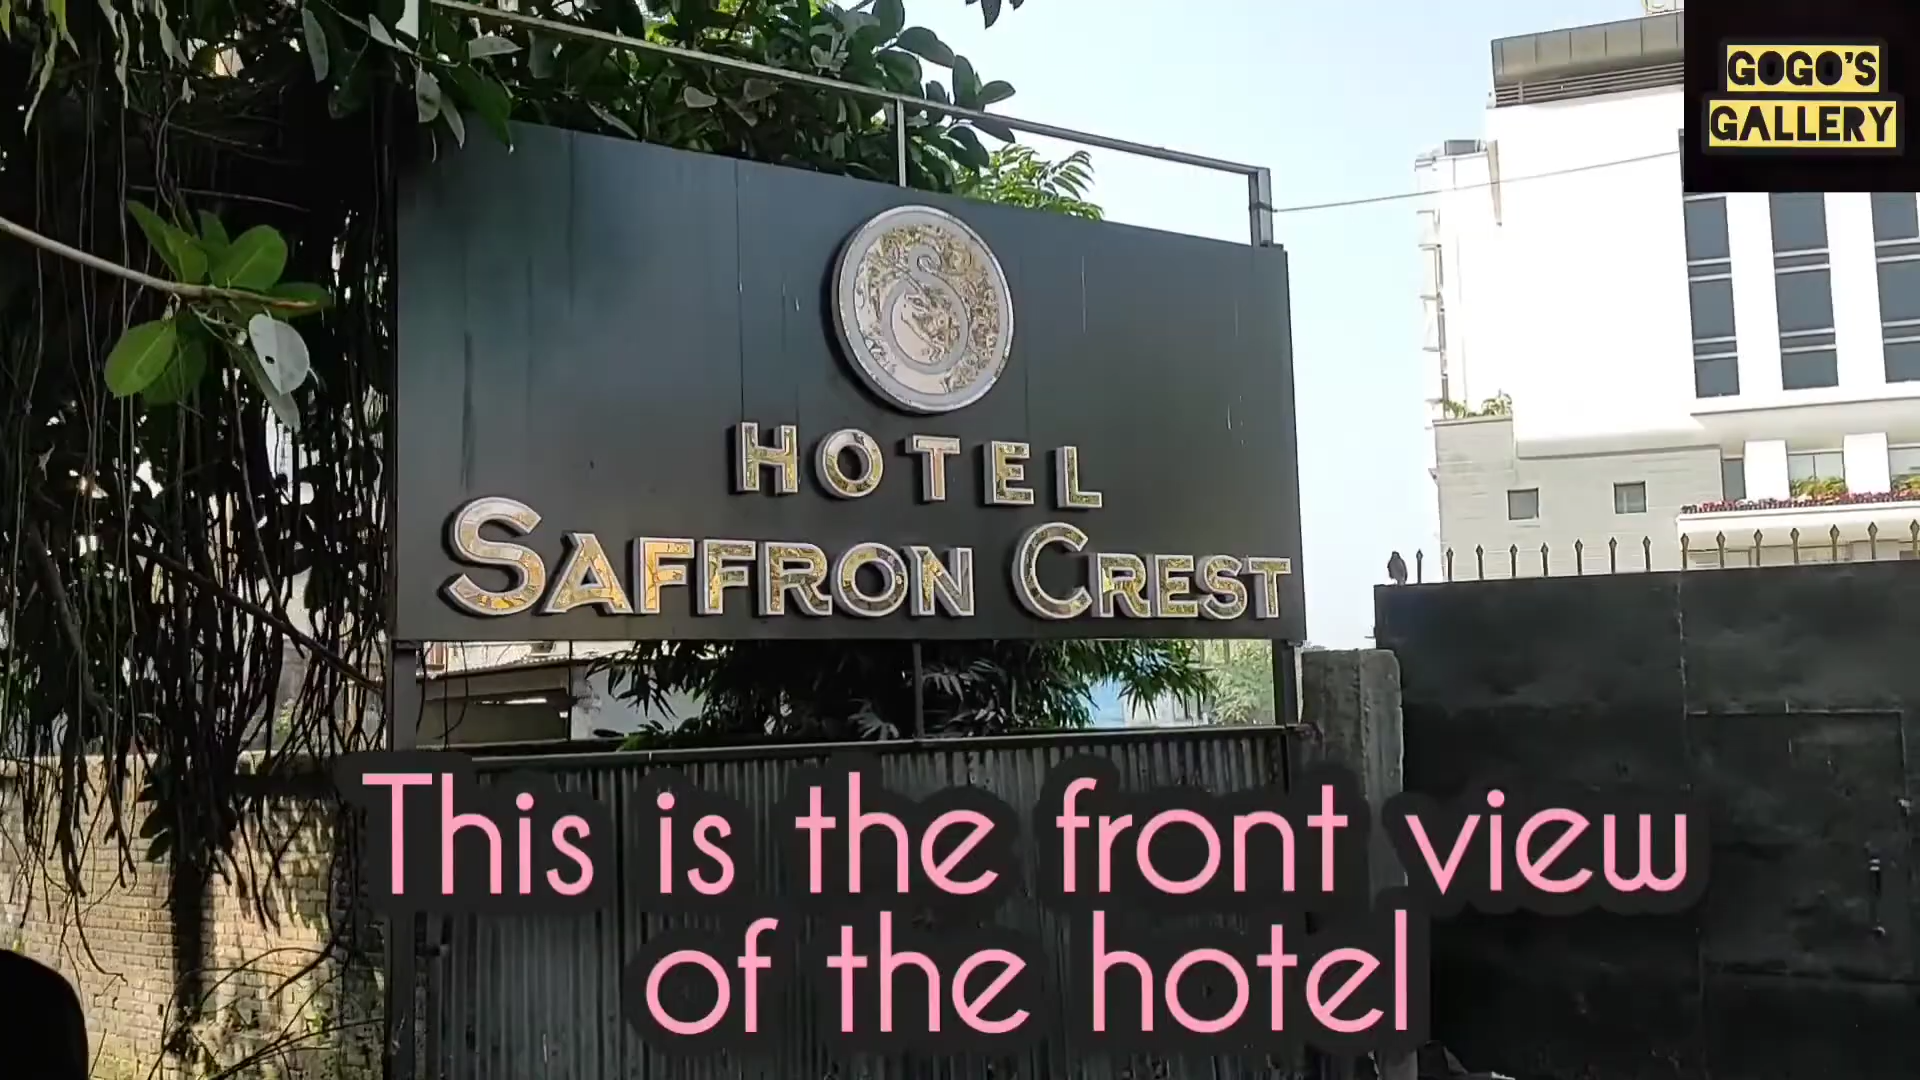 GOGO'S
GALLERY
HOTEL
SAFFRON CREST
This is the front view
of the hotel